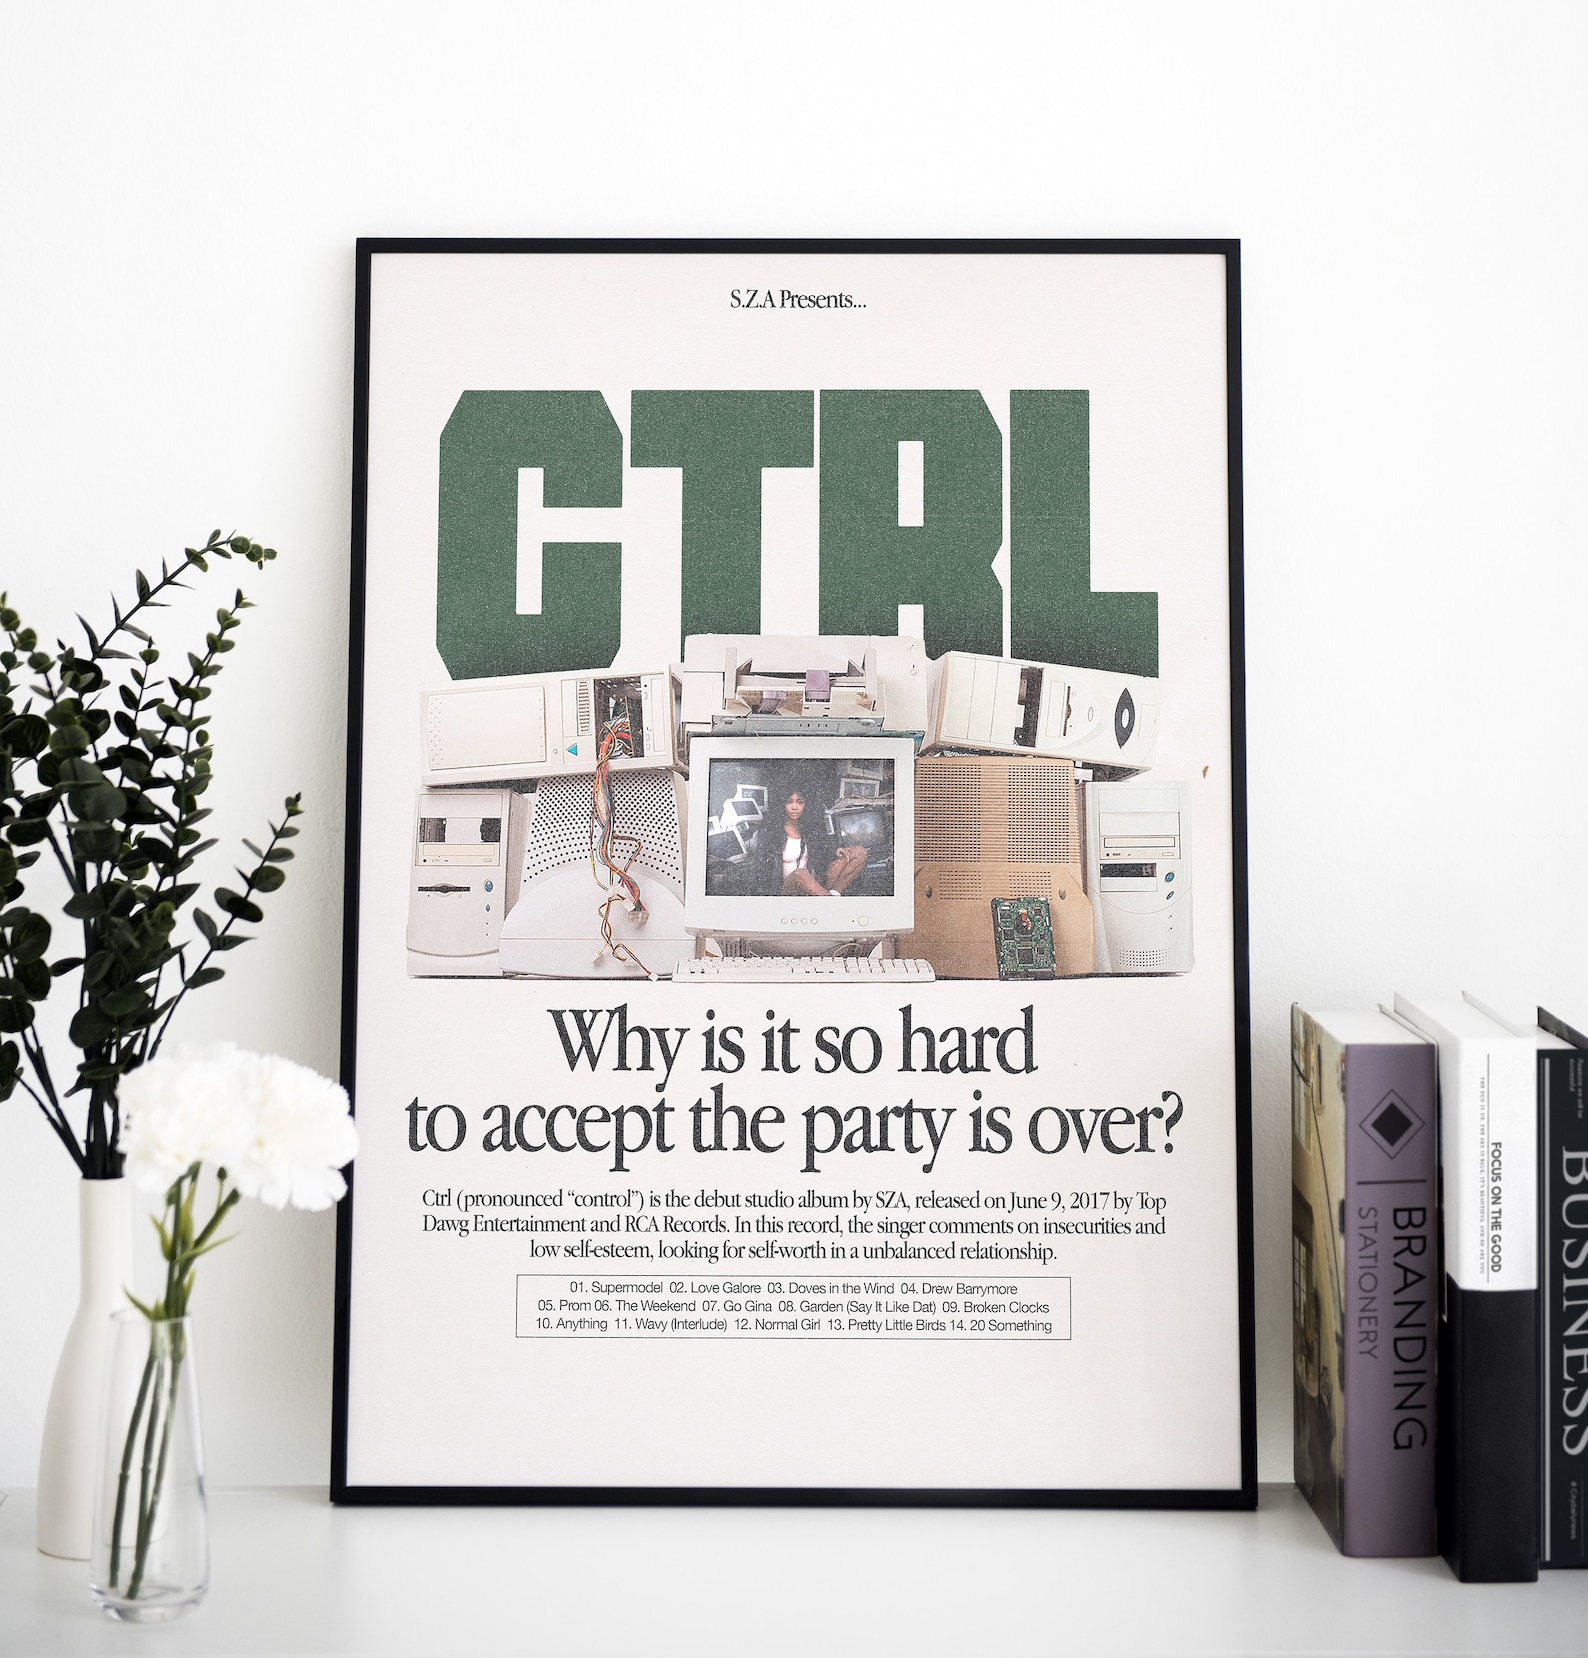 S.Z.A Presents...
CTRL
Why is it so hard
to accept the party is over?
Ctrl (pronounced “control”) is the debut studio album by SZA, released on June 9, 2017 by Top
Dawg Entertainment and RCA Records. In this record, the singer comments on insecurities and
low self-esteem, looking for self-worth in a unbalanced relationship.
01. Supermodel 02. Love Galore 03. Doves in the Wind 04. Drew Barrymore
05. Prom 06. The Weekend 07. Go Gina 08. Garden (Say It Like Dat) 09. Broken Clocks
10. Anything 11. Wavy (Interlude) 12. Normal Girl 13. Pretty Little Birds 14. 20 Something
BRANDING
STATIONERY
FOCUS ON THE GOOD
BUSINESS